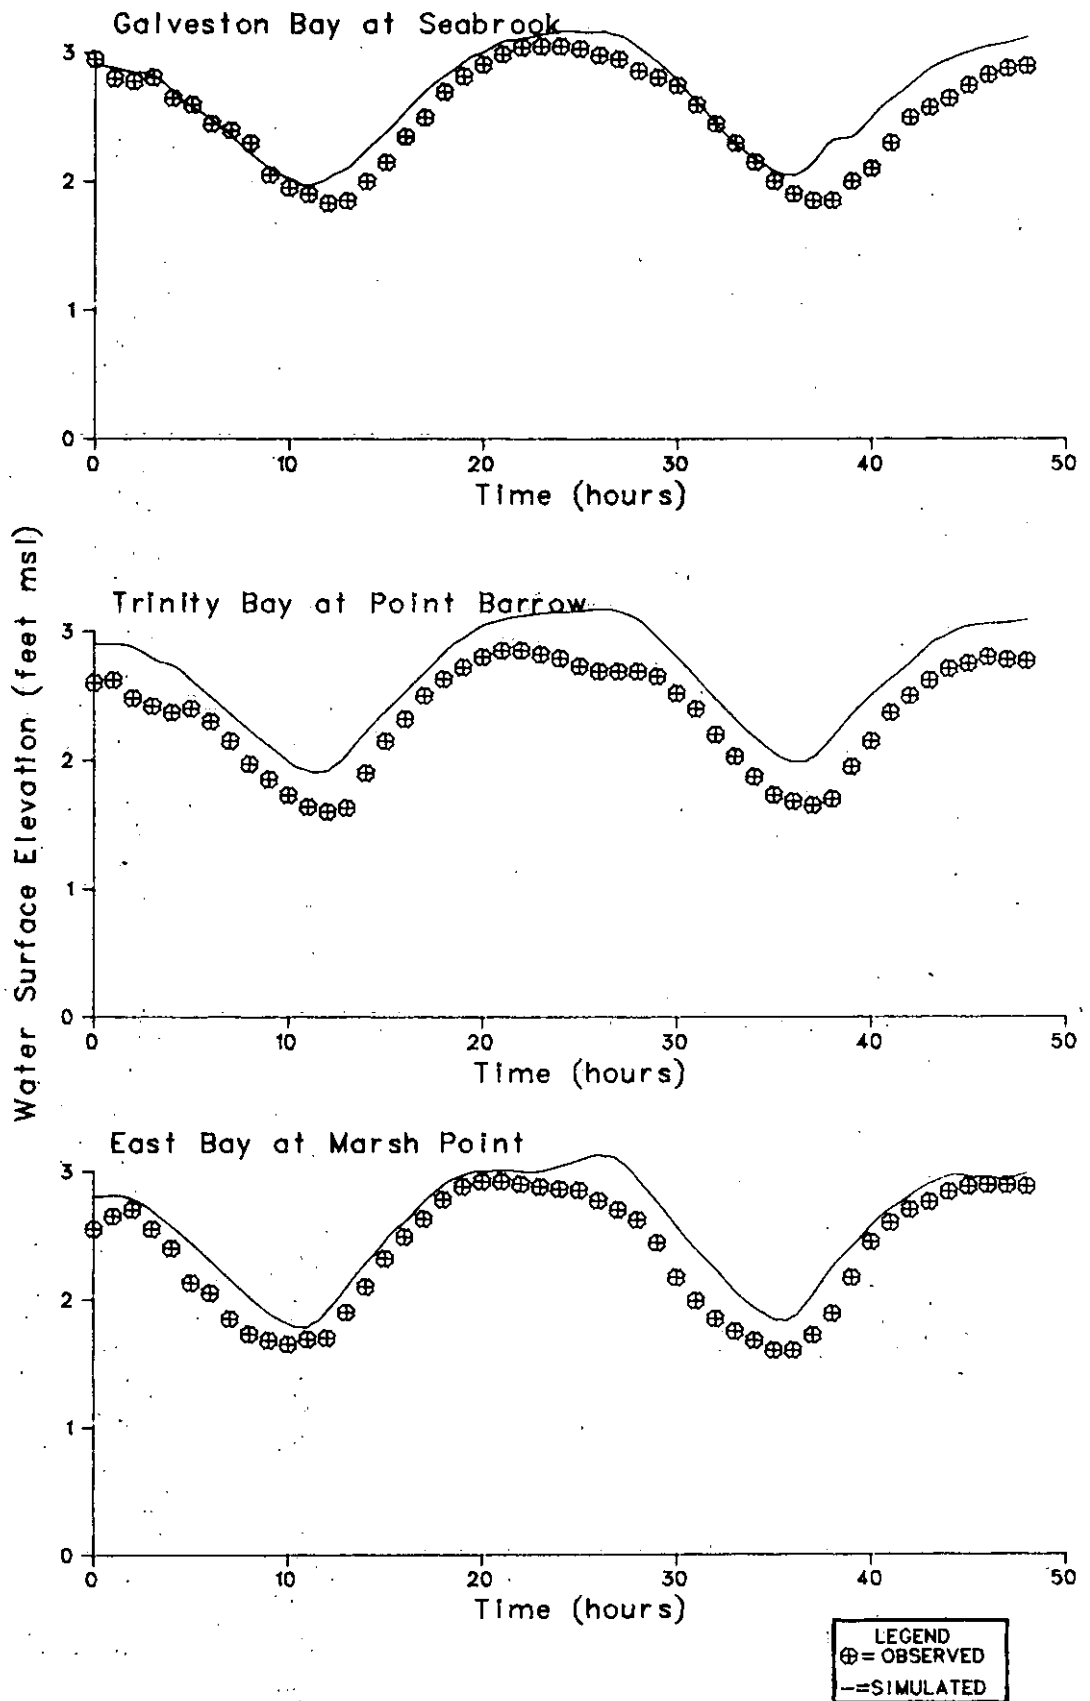 Galveston Bay at Seabrook
3
2
1
0
0 10 20 30 40 50
Time (hours)
Water Surface Elevation (feet msl)
Trinity Bay at Point Barrow
3
2
1
0
0 10 20 30 40 50
Time (hours)
East Bay at Marsh Point
3
2
1
0
0 10 20 30 40 50
Time (hours)
LEGEND
⊕ = OBSERVED
—=SIMULATED